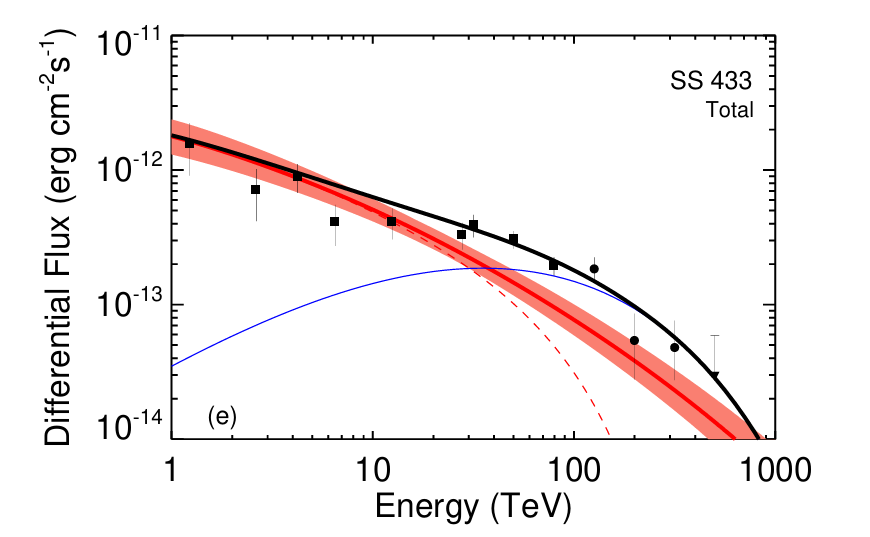 10⁻¹¹
SS 433
Total
10⁻¹²
10⁻¹³
10⁻¹⁴
Differential Flux (erg cm⁻²s⁻¹)
(e)
1 10 100 1000
Energy (TeV)